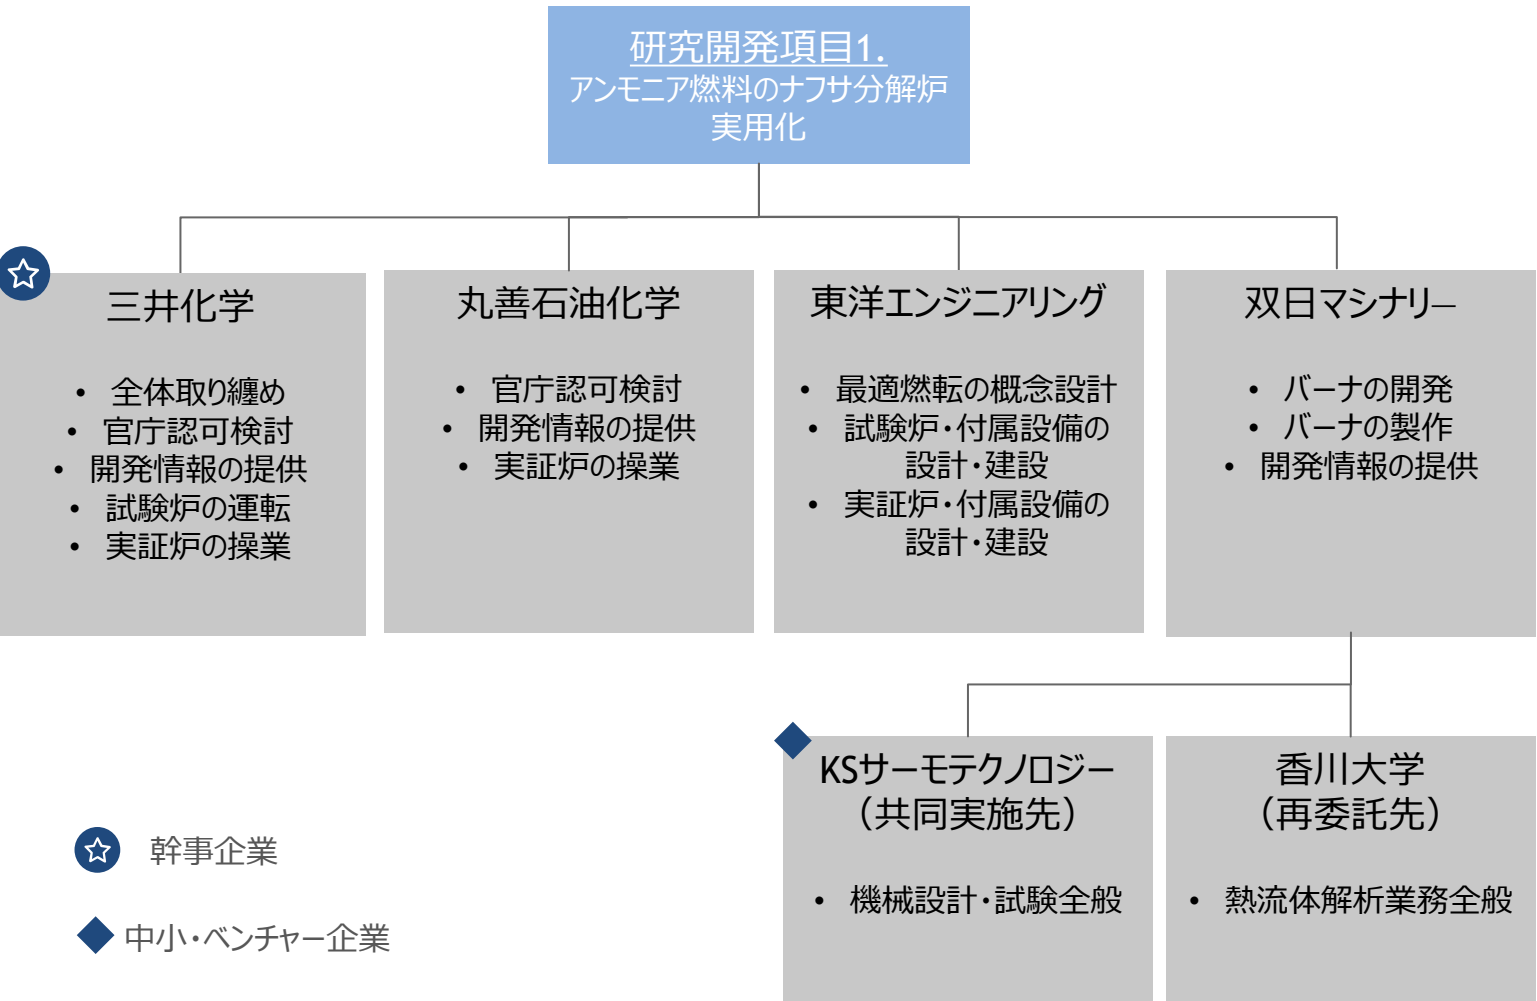 研究開発項目1.
アンモニア燃料のナフサ分解炉
実用化
三井化学
• 全体取り纏め
• 官庁認可検討
• 開発情報の提供
• 試験炉の運転
• 実証炉の操業
丸善石油化学
• 官庁認可検討
• 開発情報の提供
• 実証炉の操業
東洋エンジニアリング
• 最適燃転の概念設計
• 試験炉・付属設備の
設計・建設
• 実証炉・付属設備の
設計・建設
双日マシナリー
• バーナの開発
• バーナの製作
• 開発情報の提供
KSサーモテクノロジー
（共同実施先）
• 機械設計・試験全般
香川大学
（再委託先）
• 熱流体解析業務全般
幹事企業
中小・ベンチャー企業